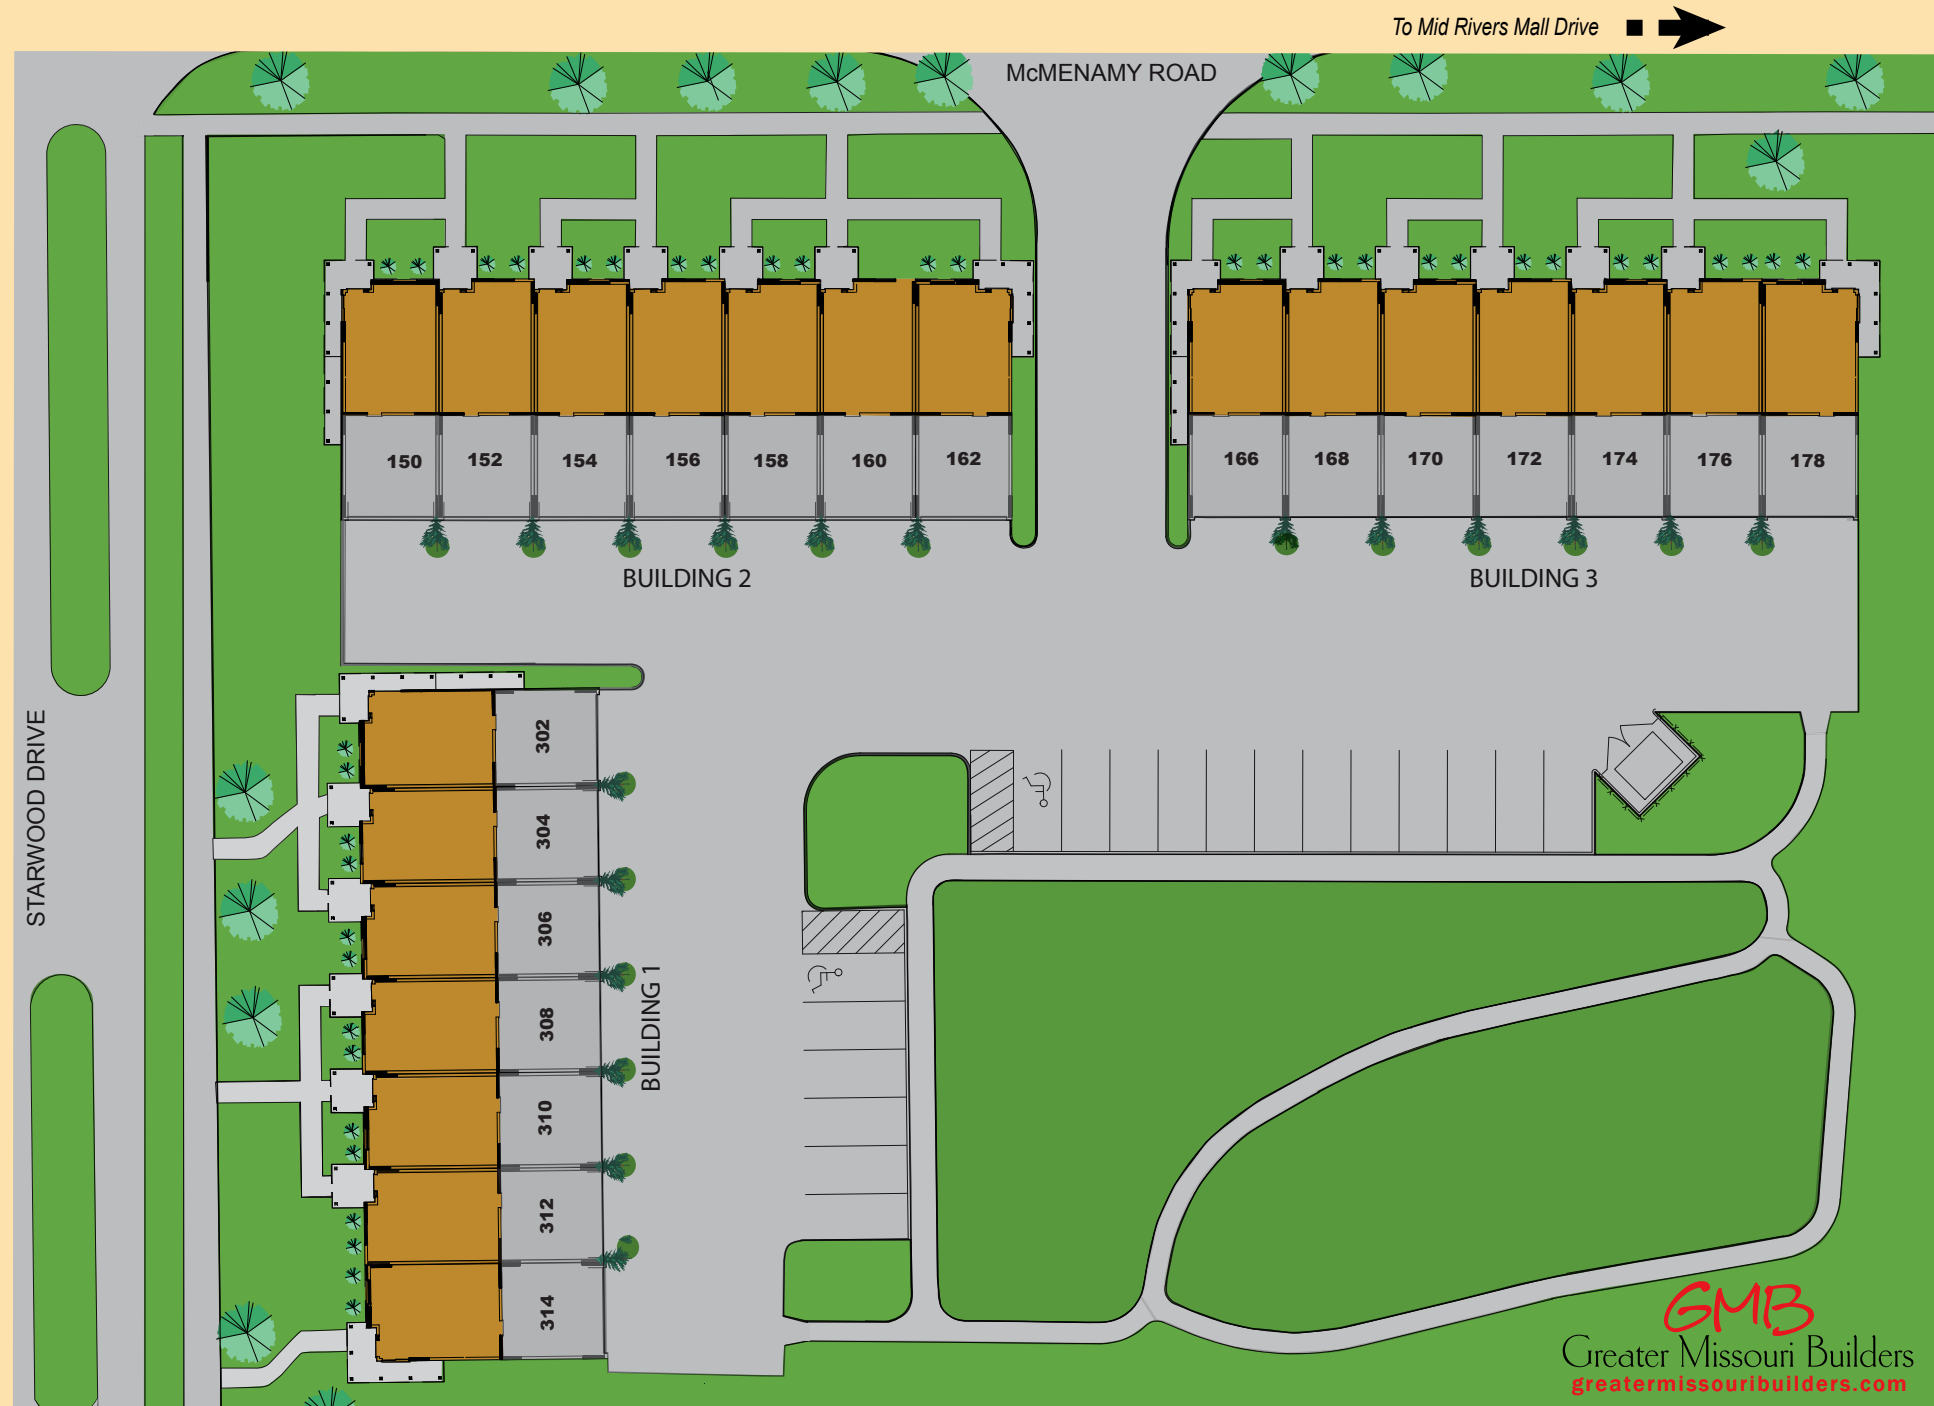 To Mid Rivers Mall Drive
McMENAMY ROAD
150 152 154 156 158 160 162
166 168 170 172 174 176 178
BUILDING 2
BUILDING 3
STARWOOD DRIVE
302
304
306
308
310
312
314
BUILDING 1
GMB
Greater Missouri Builders
greatermissouribuilders.com